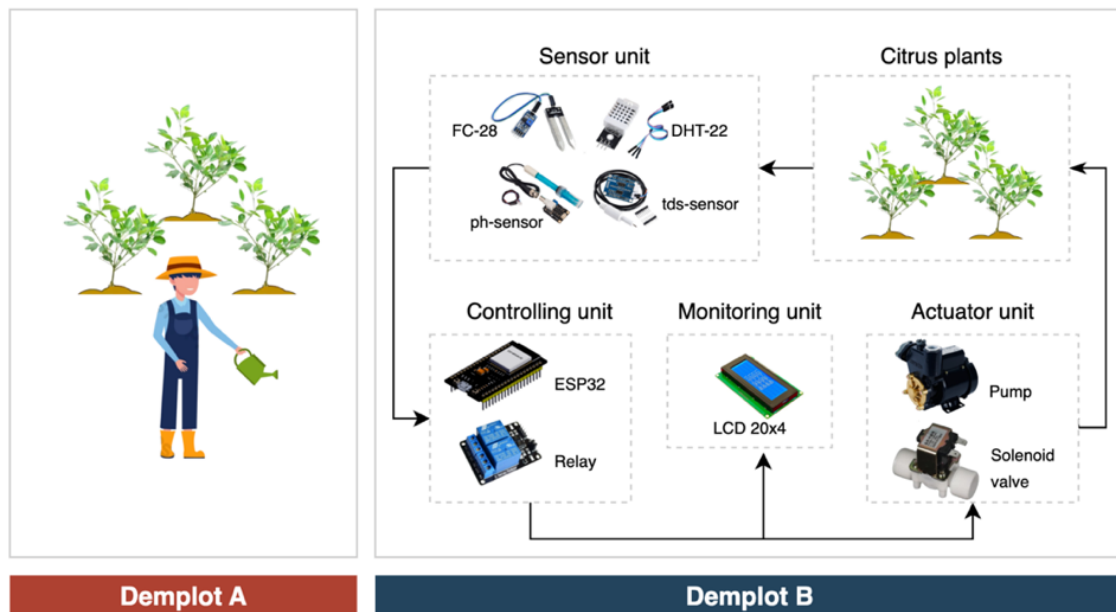 Sensor unit
Citrus plants
FC-28
DHT-22
ph-sensor
tds-sensor
Controlling unit
Monitoring unit
Actuator unit
ESP32
Relay
LCD 20x4
Pump
Solenoid
valve
Demplot A
Demplot B